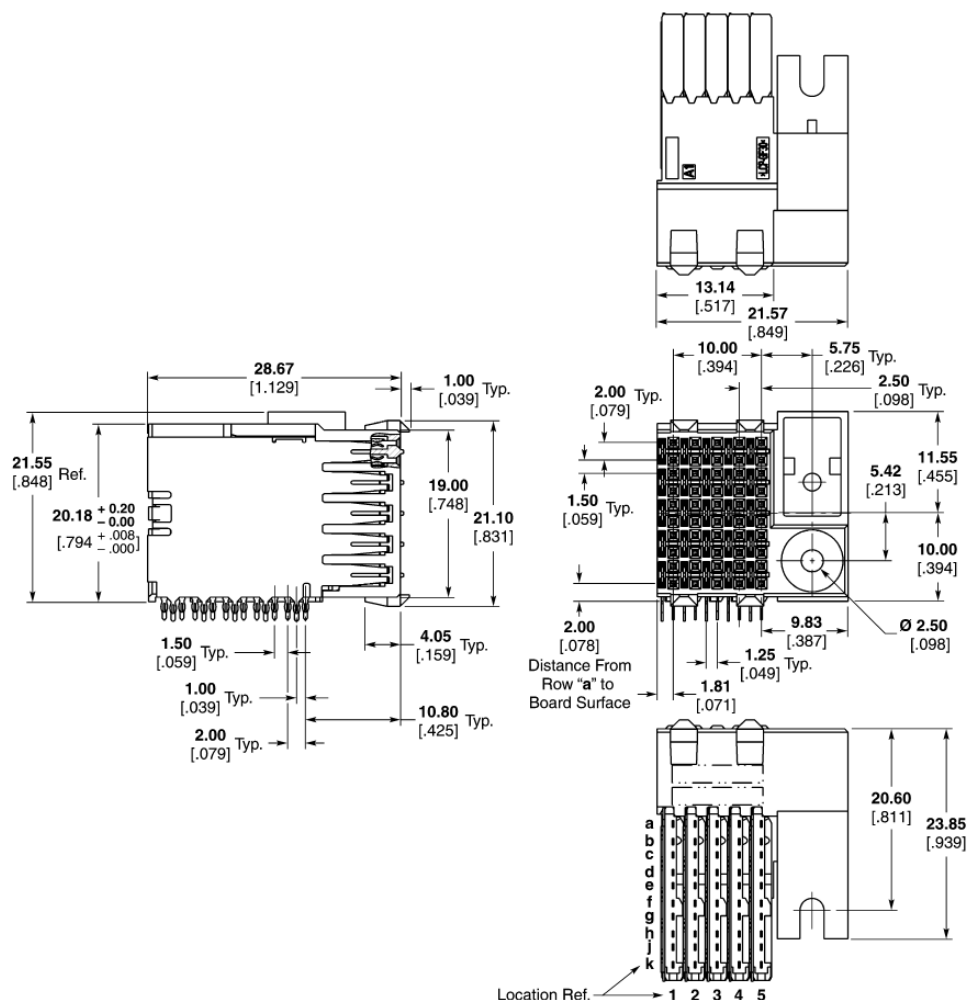 A1
>LCP-GF30<
13.14
[.517]
21.57
[.849]
28.67
[1.129]
1.00
[.039] Typ.
21.55
[.848] Ref.
20.18 + 0.20
- 0.00
[.794 + .008
- .000]
19.00
[.748]
21.10
[.831]
1.50
[.059] Typ.
4.05
[.159] Typ.
1.00
[.039] Typ.
10.80
[.425] Typ.
2.00
[.079] Typ.
10.00
[.394]
5.75
[.226] Typ.
2.00
[.079] Typ.
2.50
[.098] Typ.
1.50
[.059] Typ.
5.42
[.213]
11.55
[.455]
10.00
[.394]
2.00
[.078]
Distance From
Row “a” to
Board Surface
9.83
[.387]
Ø 2.50
[.098]
1.25
[.049] Typ.
1.81
[.071]
20.60
[.811]
23.85
[.939]
a
b
c
d
e
f
g
h
j
k
Location Ref.
1 2 3 4 5